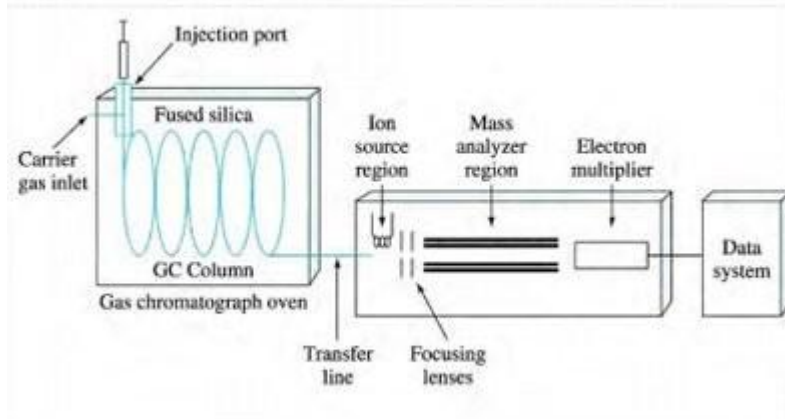 Injection port
Fused silica
Carrier
gas inlet
GC Column
Gas chromatograph oven
Ion
source
region
Mass
analyzer
region
Electron
multiplier
Data
system
Transfer
line
Focusing
lenses